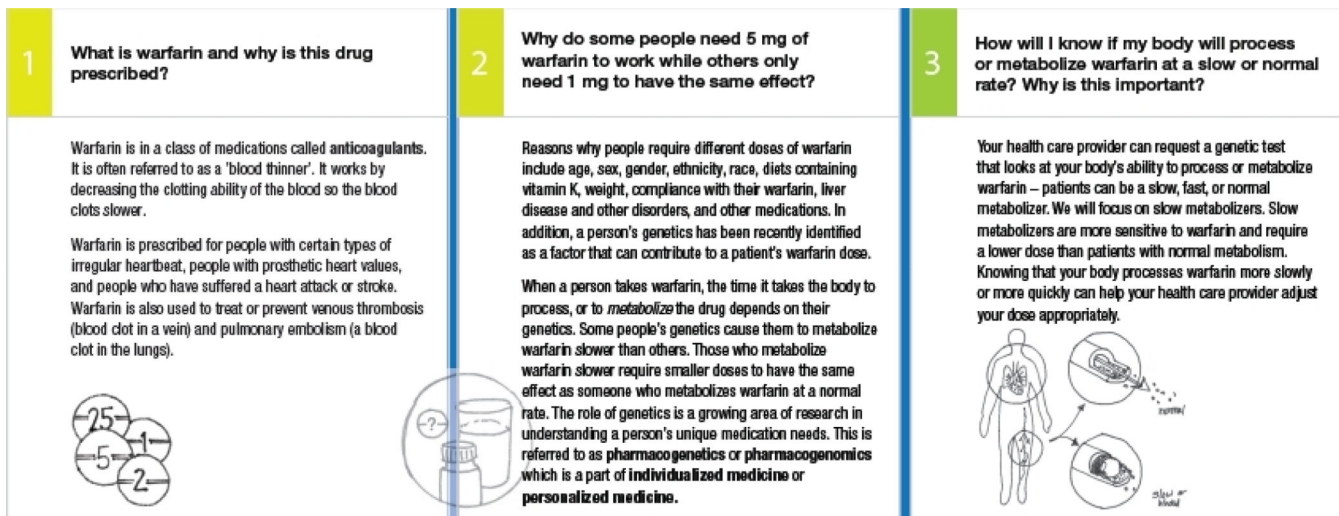 1
What is warfarin and why is this drug
prescribed?
Warfarin is in a class of medications called anticoagulants.
It is often referred to as a 'blood thinner'. It works by
decreasing the clotting ability of the blood so the blood
clots slower.
Warfarin is prescribed for people with certain types of
irregular heartbeat, people with prosthetic heart values,
and people who have suffered a heart attack or stroke.
Warfarin is also used to treat or prevent venous thrombosis
(blood clot in a vein) and pulmonary embolism (a blood
clot in the lungs).
25
1
5
2
2
Why do some people need 5 mg of
warfarin to work while others only
need 1 mg to have the same effect?
Reasons why people require different doses of warfarin
include age, sex, gender, ethnicity, race, diets containing
vitamin K, weight, compliance with their warfarin, liver
disease and other disorders, and other medications. In
addition, a person's genetics has been recently identified
as a factor that can contribute to a patient's warfarin dose.
When a person takes warfarin, the time it takes the body to
process, or to metabolize the drug depends on their
genetics. Some people's genetics cause them to metabolize
warfarin slower than others. Those who metabolize
warfarin slower require smaller doses to have the same
effect as someone who metabolizes warfarin at a normal
rate. The role of genetics is a growing area of research in
understanding a person's unique medication needs. This is
referred to as pharmacogenetics or pharmacogenomics
which is a part of individualized medicine or
personalized medicine.
-?-
3
How will I know if my body will process
or metabolize warfarin at a slow or normal
rate? Why is this important?
Your health care provider can request a genetic test
that looks at your body's ability to process or metabolize
warfarin – patients can be a slow, fast, or normal
metabolizer. We will focus on slow metabolizers. Slow
metabolizers are more sensitive to warfarin and require
a lower dose than patients with normal metabolism.
Knowing that your body processes warfarin more slowly
or more quickly can help your health care provider adjust
your dose appropriately.
normal
slow or